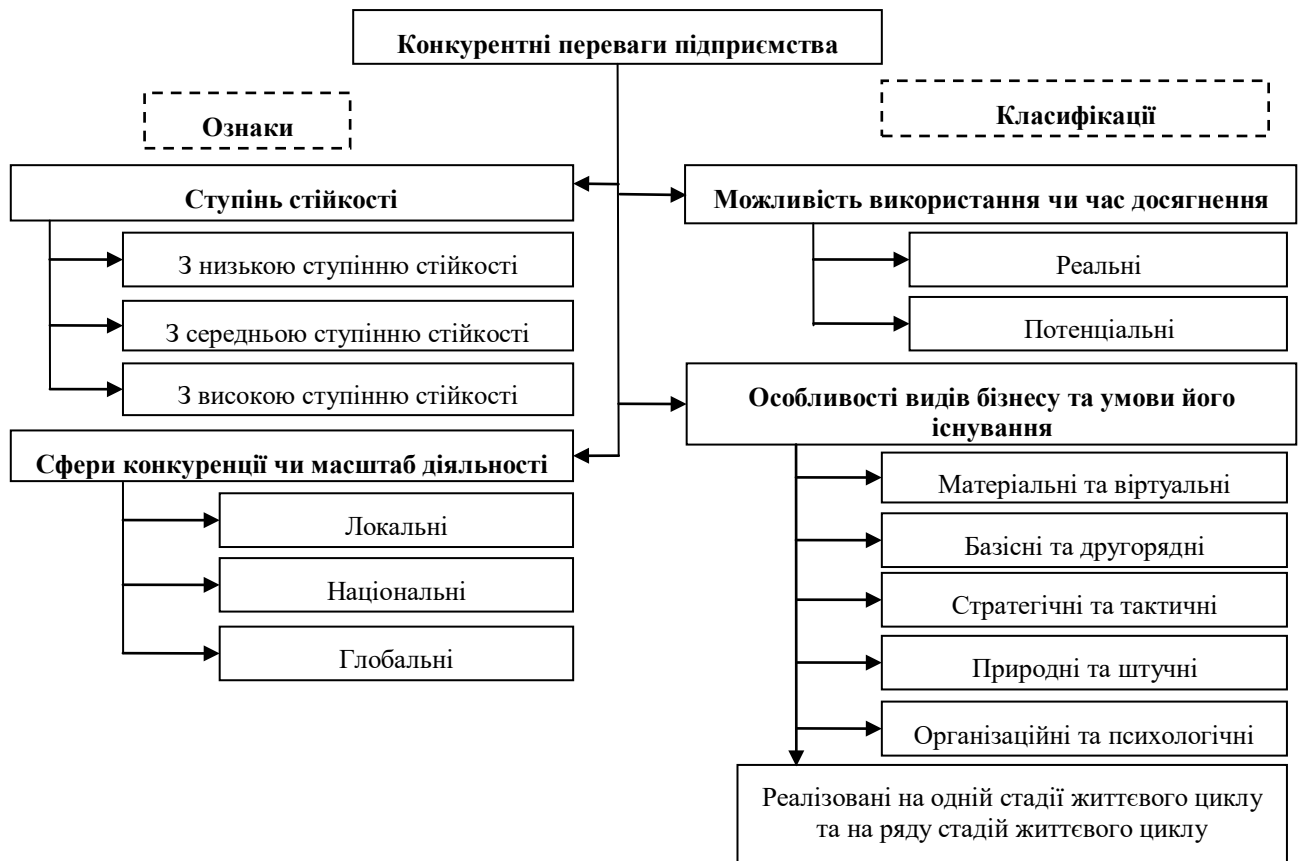 Конкурентні переваги підприємства
Ознаки
Класифікації
Ступінь стійкості
З низькою ступінню стійкості
З середньою ступінню стійкості
З високою ступінню стійкості
Сфери конкуренції чи масштаб діяльності
Локальні
Національні
Глобальні
Можливість використання чи час досягнення
Реальні
Потенціальні
Особливості видів бізнесу та умови його
існування
Матеріальні та віртуальні
Базісні та другорядні
Стратегічні та тактичні
Природні та штучні
Організаційні та психологічні
Реалізовані на одній стадії життєвого циклу
та на ряду стадій життєвого циклу